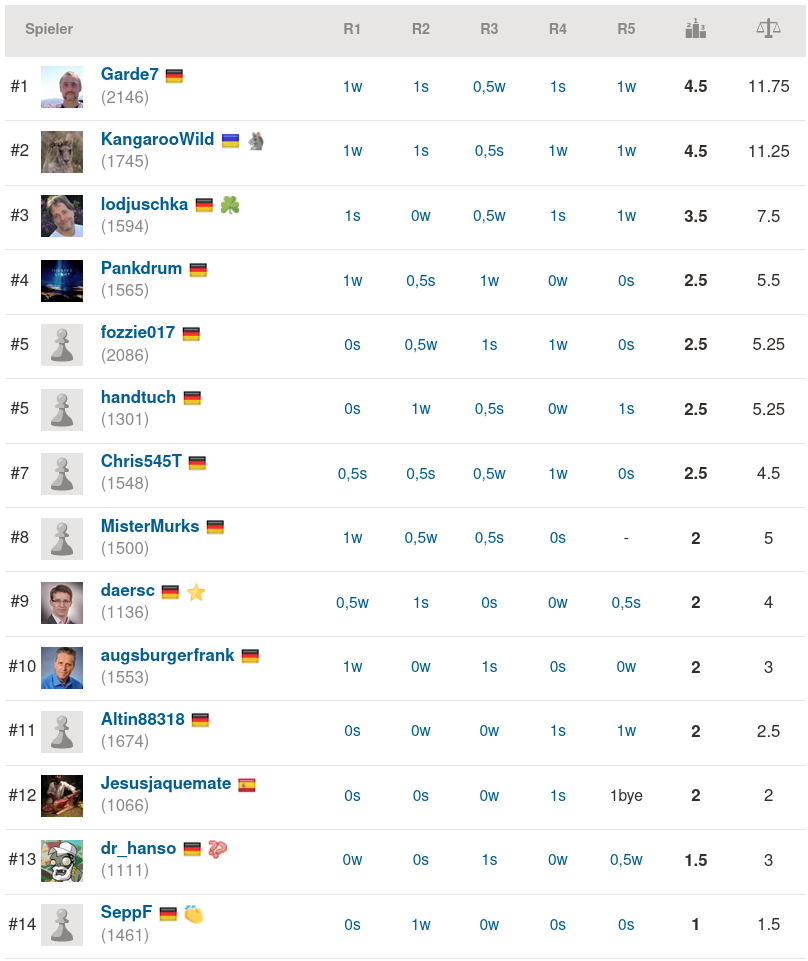 Spieler R1 R2 R3 R4 R5
#1 Garde7 1w 1s 0,5w 1s 1w 4.5 11.75
(2146)
#2 KangarooWild 1w 1s 0,5s 1w 1w 4.5 11.25
(1745)
#3 lodjuschka 1s 0w 0,5w 1s 1w 3.5 7.5
(1594)
#4 Pankdrum 1w 0,5s 1w 0w 0s 2.5 5.5
(1565)
#5 fozzie017 0s 0,5w 1s 1w 0s 2.5 5.25
(2086)
#5 handtuch 0s 1w 0,5s 0w 1s 2.5 5.25
(1301)
#7 Chris545T 0,5s 0,5s 0,5w 1w 0s 2.5 4.5
(1548)
#8 MisterMurks 1w 0,5w 0,5s 0s - 2 5
(1500)
#9 daersc 0,5w 1s 0s 0w 0,5s 2 4
(1136)
#10 augsburgerfrank 1w 0w 1s 0s 0w 2 3
(1553)
#11 Altin88318 0s 0w 0w 1s 1w 2 2.5
(1674)
#12 Jesusjaquemate 0s 0s 0w 1s 1bye 2 2
(1066)
#13 dr_hanso 0w 0s 1s 0w 0,5w 1.5 3
(1111)
#14 SeppF 0s 1w 0w 0s 0s 1 1.5
(1461)